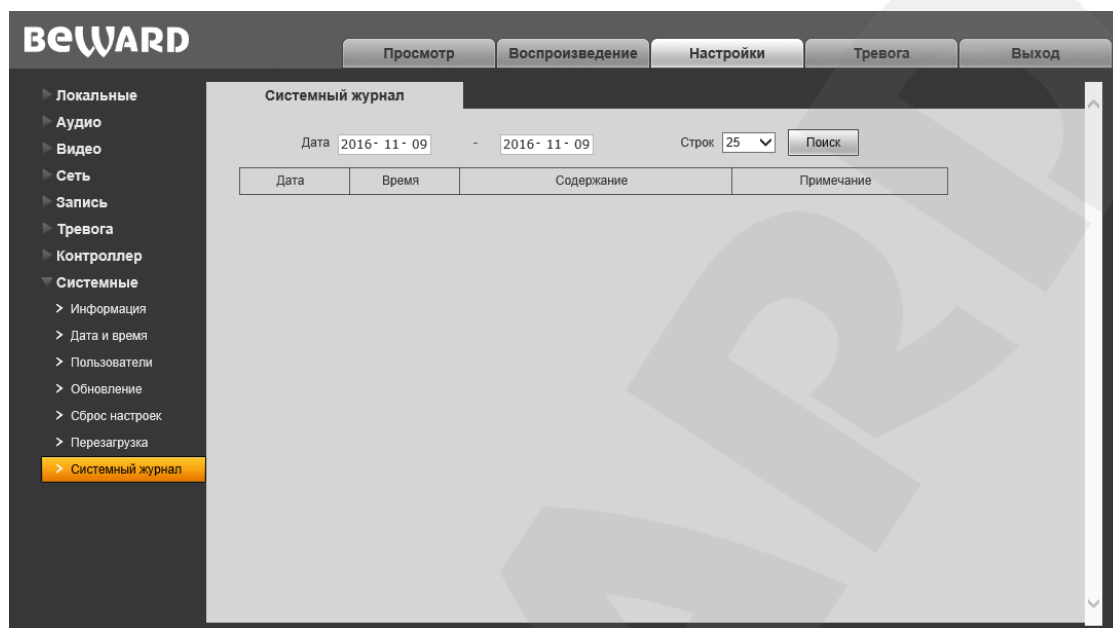 BEWARD
Просмотр Воспроизведение Настройки Тревога Выход
Локальные
Аудио
Видео
Сеть
Запись
Тревога
Контроллер
Системные
Информация
Дата и время
Пользователи
Обновление
Сброс настроек
Перезагрузка
Системный журнал
Системный журнал
Дата 2016- 11- 09 - 2016- 11- 09 Строк 25 Поиск
Дата Время Содержание Примечание